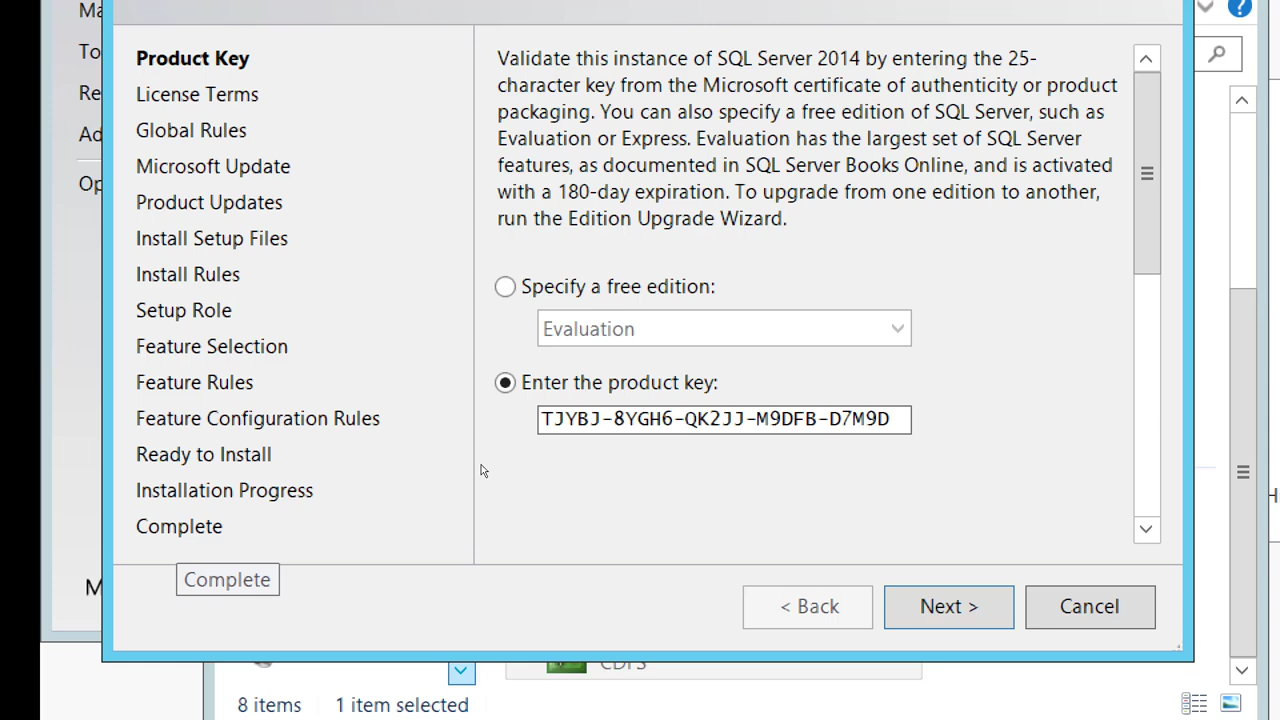 Ma
To
Re
Ad
Op
M
Product Key
License Terms
Global Rules
Microsoft Update
Product Updates
Install Setup Files
Install Rules
Setup Role
Feature Selection
Feature Rules
Feature Configuration Rules
Ready to Install
Installation Progress
Complete
Complete
Validate this instance of SQL Server 2014 by entering the 25-
character key from the Microsoft certificate of authenticity or product
packaging. You can also specify a free edition of SQL Server, such as
Evaluation or Express. Evaluation has the largest set of SQL Server
features, as documented in SQL Server Books Online, and is activated
with a 180-day expiration. To upgrade from one edition to another,
run the Edition Upgrade Wizard.
Specify a free edition:
Evaluation
Enter the product key:
TJYBJ-8YGH6-QK2JJ-M9DFB-D7M9D
< Back
Next >
Cancel
?
H
CDFS
8 items
1 item selected